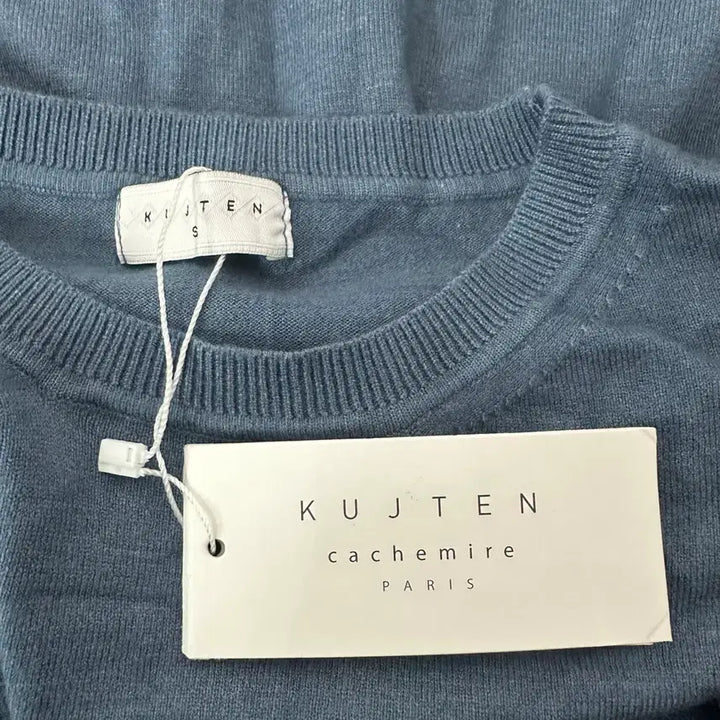 KUJTEN
S
KUJTEN
cachemire
PARIS